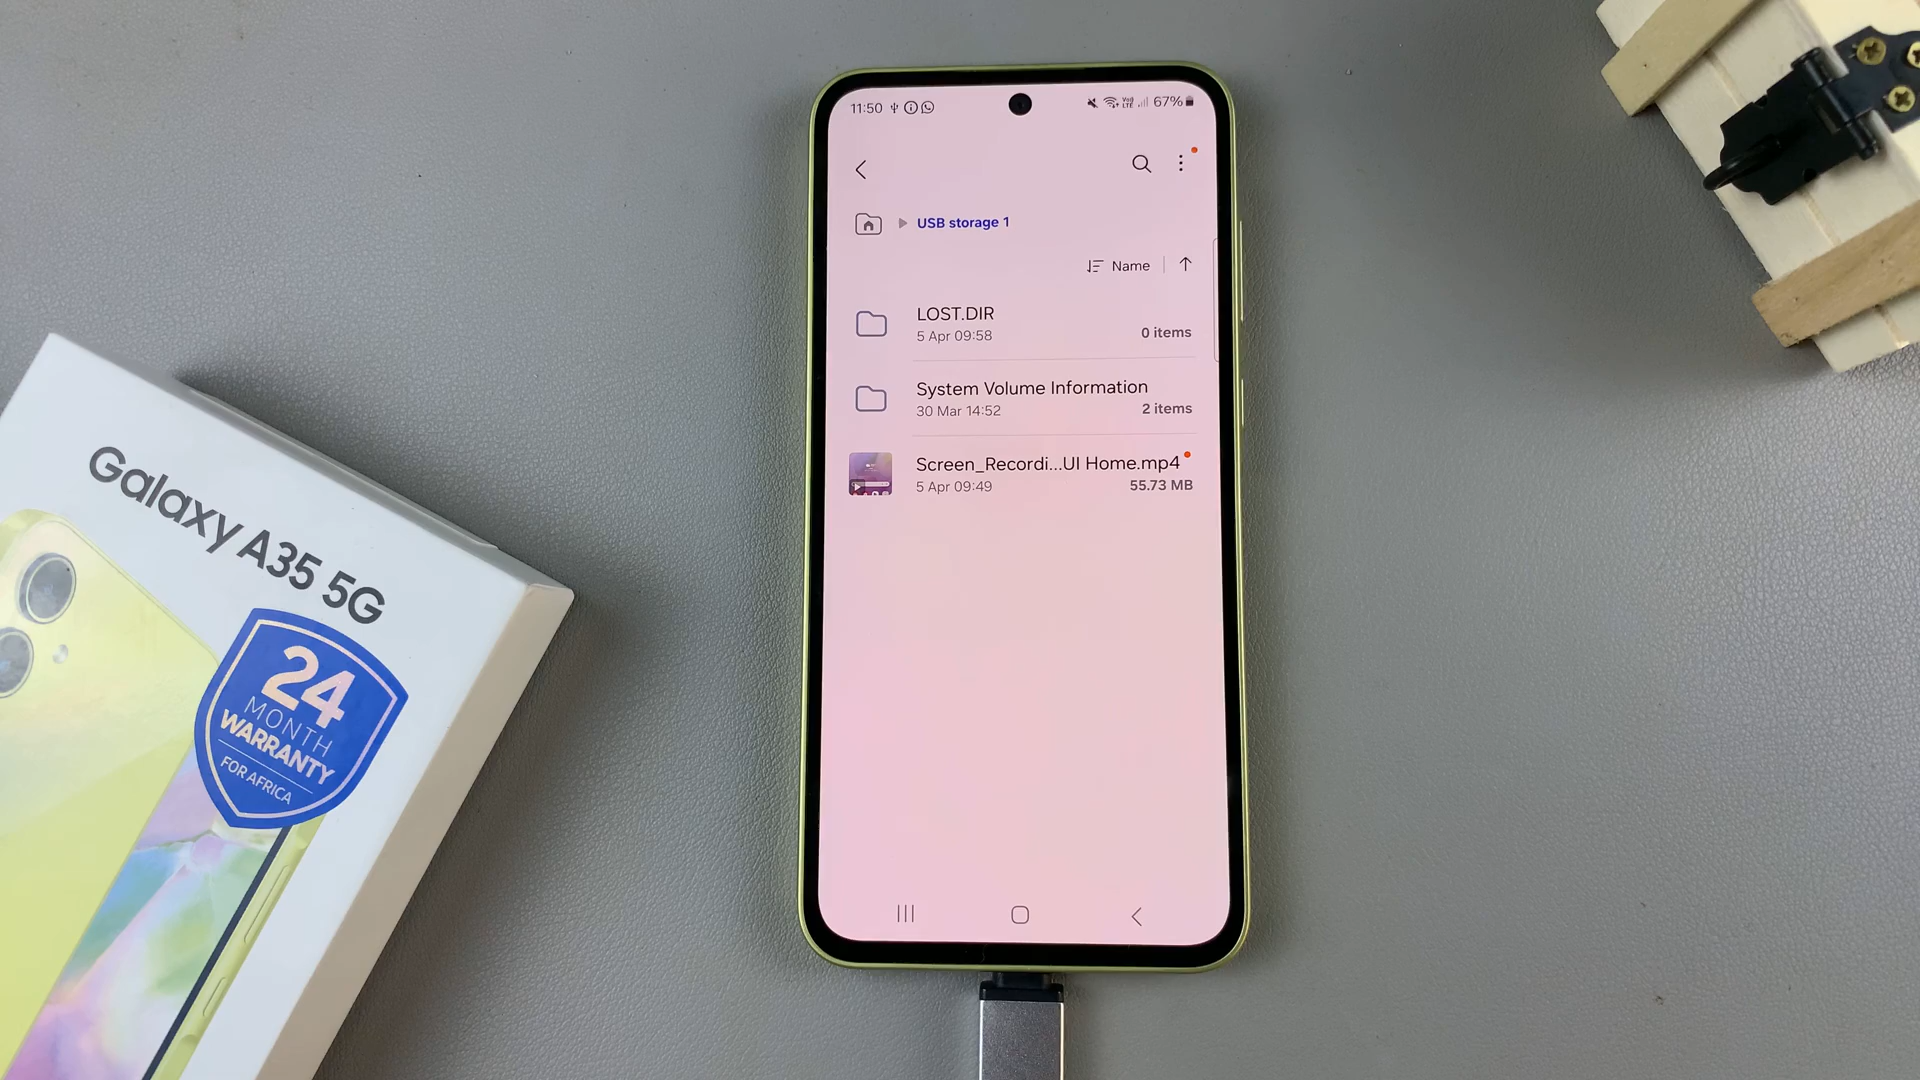 11:50
67%
USB storage 1
Name
LOST.DIR
5 Apr 09:58
0 items
System Volume Information
30 Mar 14:52
2 items
Screen_Recordi...UI Home.mp4
5 Apr 09:49
55.73 MB
Galaxy A35 5G
24
MONTH
WARRANTY
FOR AFRICA